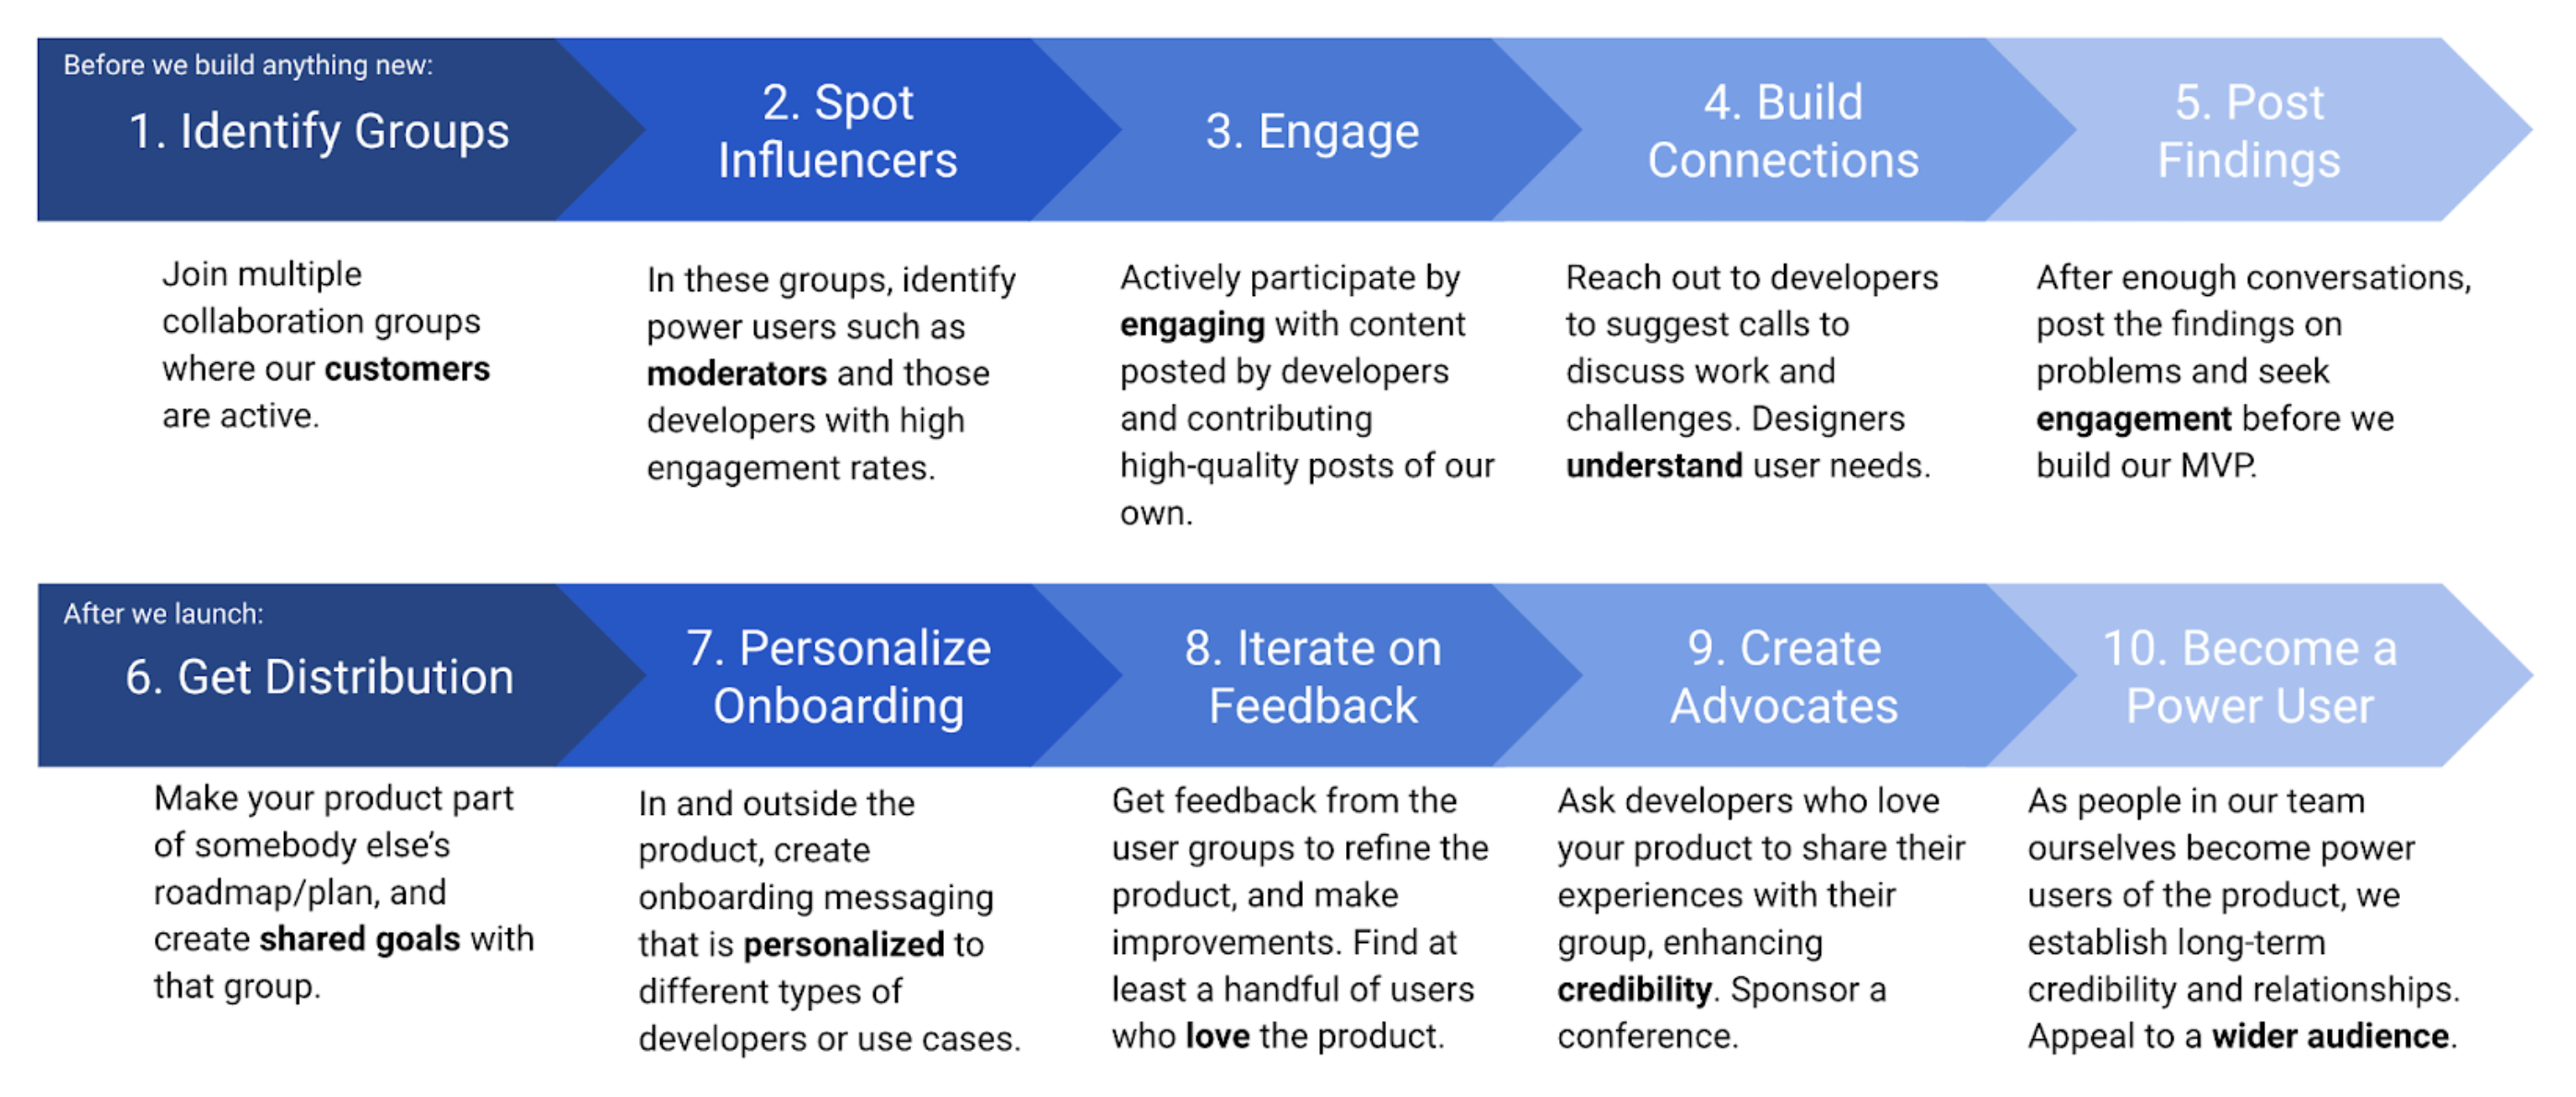 Before we build anything new:
1. Identify Groups
2. Spot
Influencers
3. Engage
4. Build
Connections
5. Post
Findings
Join multiple
collaboration groups
where our customers
are active.
In these groups, identify
power users such as
moderators and those
developers with high
engagement rates.
Actively participate by
engaging with content
posted by developers
and contributing
high-quality posts of our
own.
Reach out to developers
to suggest calls to
discuss work and
challenges. Designers
understand user needs.
After enough conversations,
post the findings on
problems and seek
engagement before we
build our MVP.
After we launch:
6. Get Distribution
7. Personalize
Onboarding
8. Iterate on
Feedback
9. Create
Advocates
10. Become a
Power User
Make your product part
of somebody else’s
roadmap/plan, and
create shared goals with
that group.
In and outside the
product, create
onboarding messaging
that is personalized to
different types of
developers or use cases.
Get feedback from the
user groups to refine the
product, and make
improvements. Find at
least a handful of users
who love the product.
Ask developers who love
your product to share their
experiences with their
group, enhancing
credibility. Sponsor a
conference.
As people in our team
ourselves become power
users of the product, we
establish long-term
credibility and relationships.
Appeal to a wider audience.